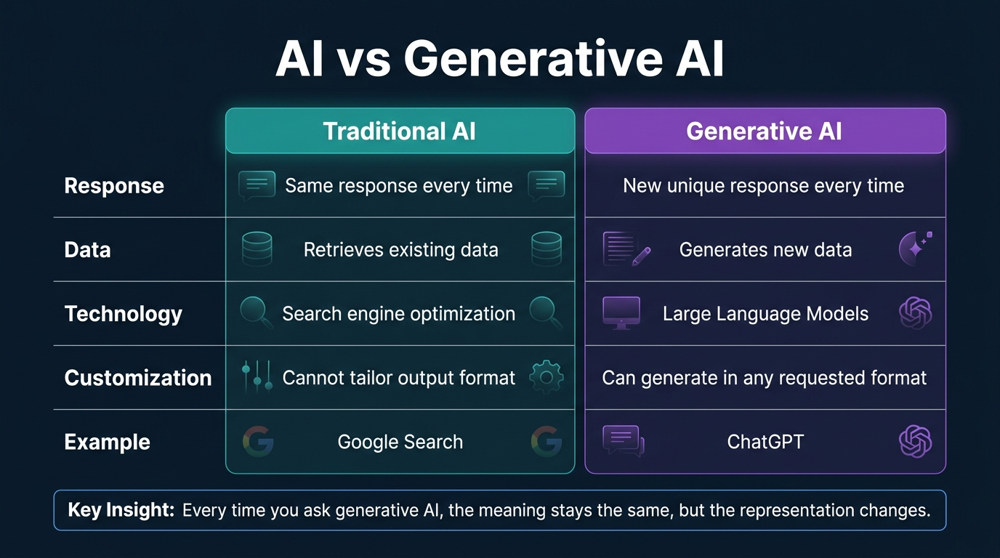 AI vs Generative AI
Traditional AI
Generative AI
Response
Same response every time
New unique response every time
Data
Retrieves existing data
Generates new data
Technology
Search engine optimization
Large Language Models
Customization
Cannot tailor output format
Can generate in any requested format
Example
Google Search
ChatGPT
Key Insight: Every time you ask generative AI, the meaning stays the same, but the representation changes.